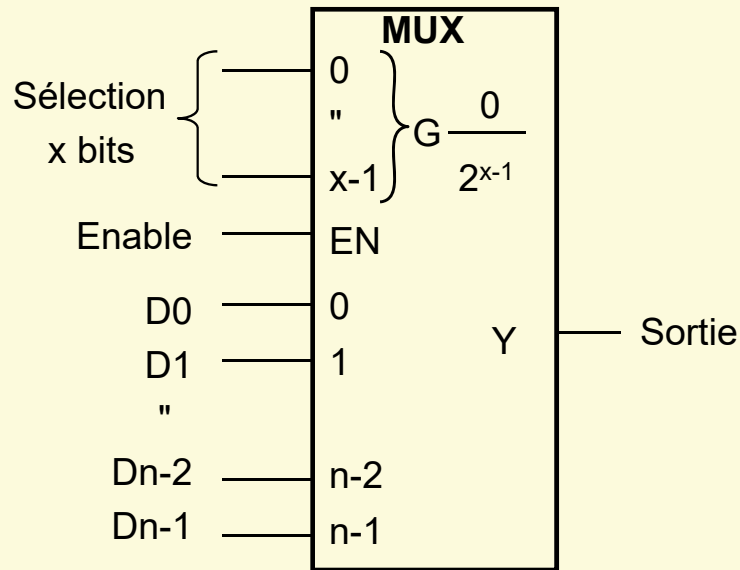 MUX
Sélection
x bits
0
"
x-1
G 0
2^{x-1}
Enable
EN
D0
0
D1
1
"
Dn-2
n-2
Dn-1
n-1
Y
Sortie